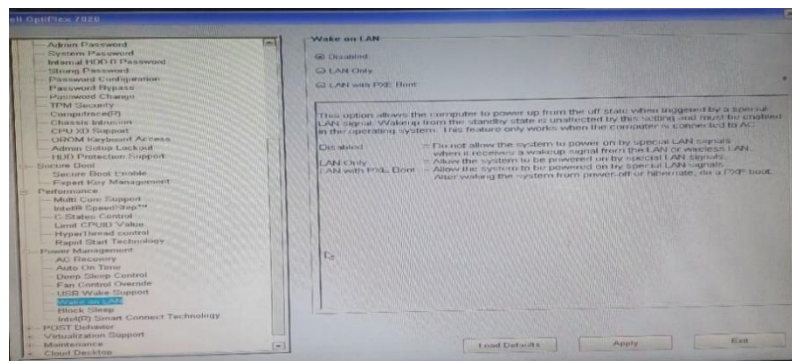 Dell OptiPlex 7020
Admin Password
System Password
Internal HDD-0 Password
Strong Password
Password Configuration
Password Bypass
Password Change
TPM Security
Computrace(R)
Chassis Intrusion
CPU XD Support
OROM Keyboard Access
Admin Setup Lockout
HDD Protection Support
Secure Boot
Secure Boot Enable
Expert Key Management
Performance
Multi Core Support
Intel® SpeedStep™
C-States Control
Limit CPUID Value
HyperThread control
Rapid Start Technology
Power Management
AC Recovery
Auto On Time
Deep Sleep Control
Fan Control Override
USB Wake Support
Wake on LAN
Block Sleep
Intel(R) Smart Connect Technology
POST Behavior
Virtualization Support
Maintenance
Cloud Desktop
Wake on LAN
Disabled
LAN Only
LAN with PXE Boot
This option allows the computer to power up from the off state when triggered by a special
LAN signal. Wakeup from the standby state is unaffected by this setting and must be enabled
in the operating system. This feature only works when the computer is connected to AC
Disabled = Do not allow the system to power on by special LAN signals
when it receives a wakeup signal from the LAN or wireless LAN.
LAN Only = Allow the system to be powered on by special LAN signals.
LAN with PXE Boot = Allow the system to be powered on by special LAN signals.
After waking the system from power-off or hibernate, do a PXE boot.
Load Defaults
Apply
Exit